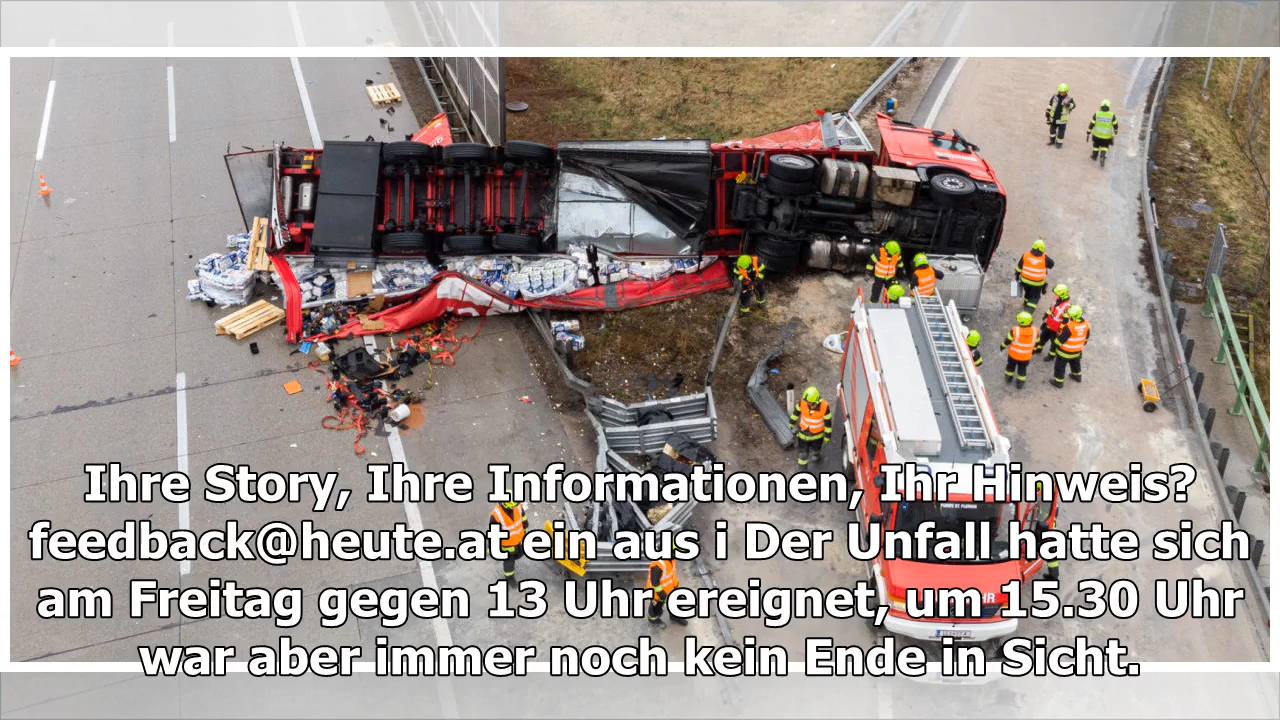 Ihre Story, Ihre Informationen, Ihr Hinweis?
feedback@heute.at ein aus i Der Unfall hatte sich
am Freitag gegen 13 Uhr ereignet, um 15.30 Uhr
war aber immer noch kein Ende in Sicht.